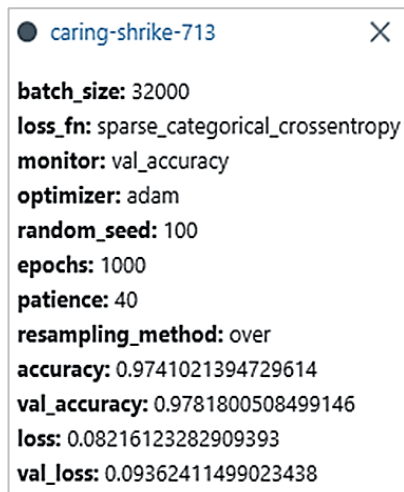 caring-shrike-713
batch_size: 32000
loss_fn: sparse_categorical_crossentropy
monitor: val_accuracy
optimizer: adam
random_seed: 100
epochs: 1000
patience: 40
resampling_method: over
accuracy: 0.9741021394729614
val_accuracy: 0.9781800508499146
loss: 0.08216123282909393
val_loss: 0.09362411499023438